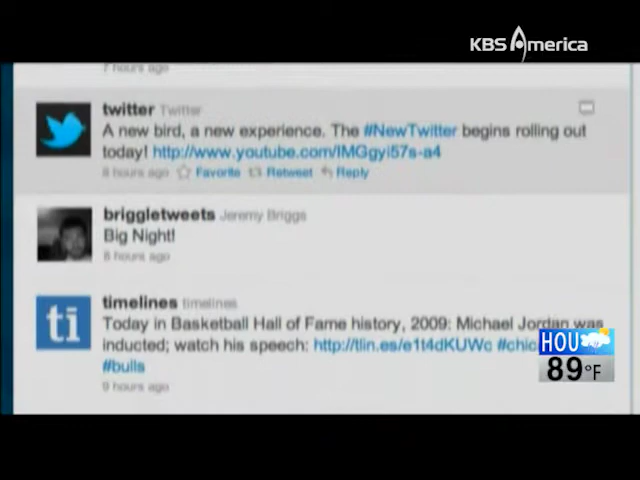 KBS America
7 hours ago
twitter Twitter
A new bird, a new experience. The #NewTwitter begins rolling out
today! http://www.youtube.com/IMGgyi57s-a4
8 hours ago Favorite Retweet Reply
briggletweets Jeremy Briggs
Big Night!
8 hours ago
ti
timelines timelines
Today in Basketball Hall of Fame history, 2009: Michael Jordan was
inducted; watch his speech: http://tlin.es/e1t4dKUWc #chic
#bulls
9 hours ago
HOU
89°F